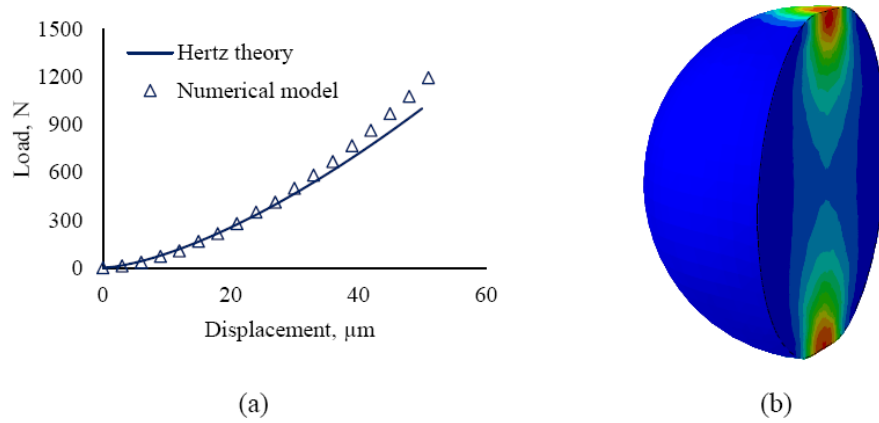 1500
1200
900
600
300
0
Load, N
Hertz theory
Numerical model
0
20
40
60
Displacement, µm
(a)
(b)